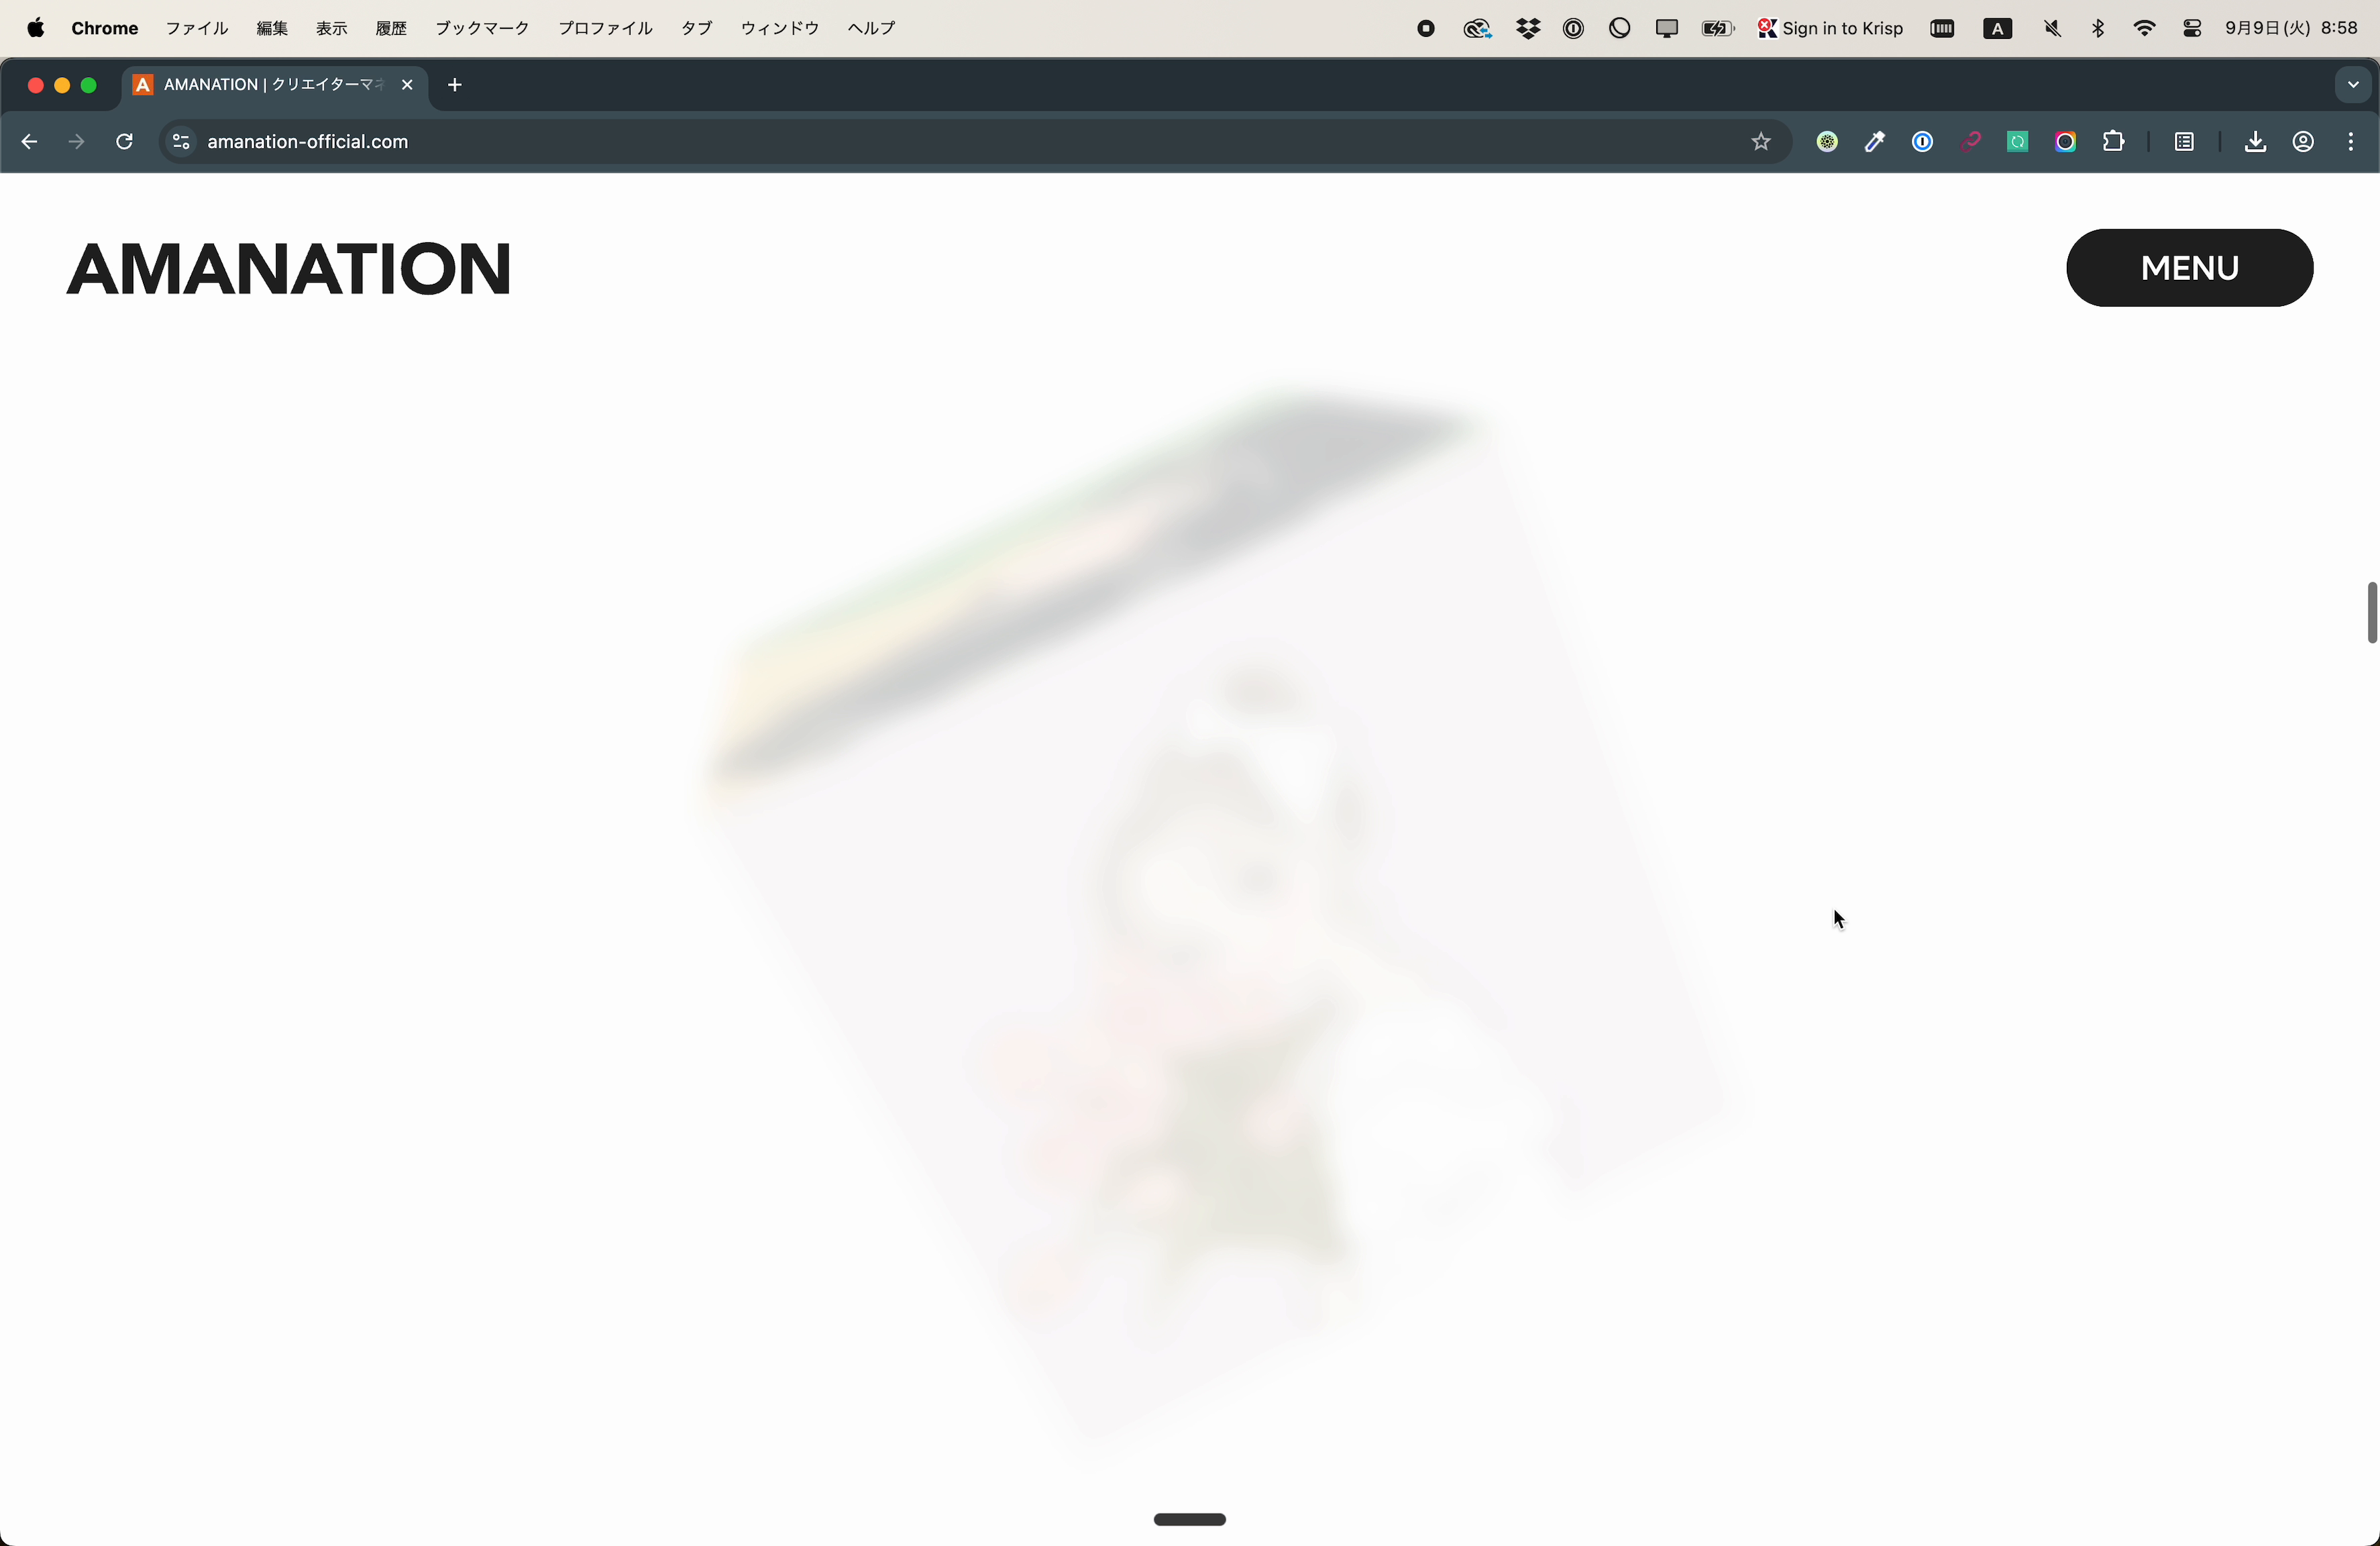 Chrome ファイル 編集 表示 履歴 ブックマーク プロファイル タブ ウィンドウ ヘルプ Sign in to Krisp A 9月9日(火) 8:58
A AMANATION | クリエイターマネ
amanation-official.com
AMANATION
MENU